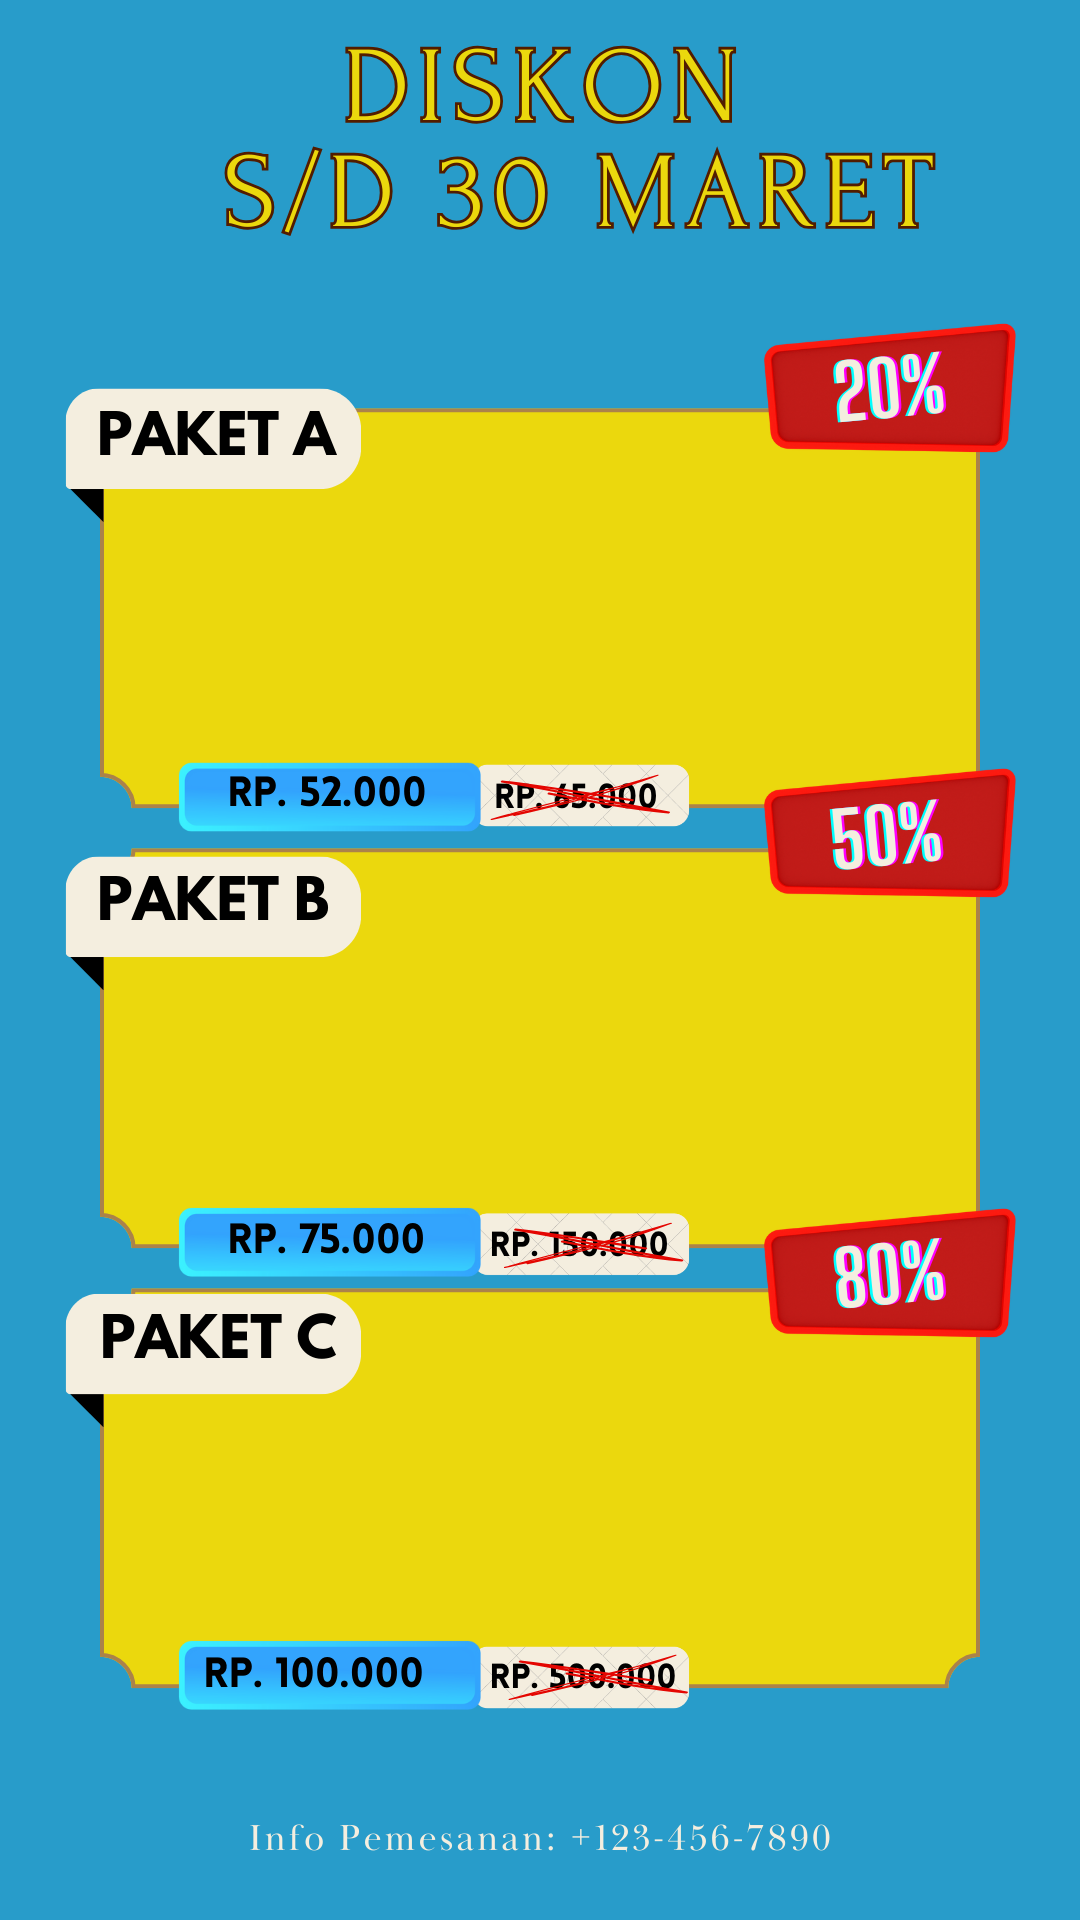 DISKON
S/D 30 MARET
20%
PAKET A
RP. 52.000
RP. 65.000
50%
PAKET B
RP. 75.000
RP. 150.000
80%
PAKET C
RP. 100.000
RP. 500.000
Info Pemesanan: +123-456-7890